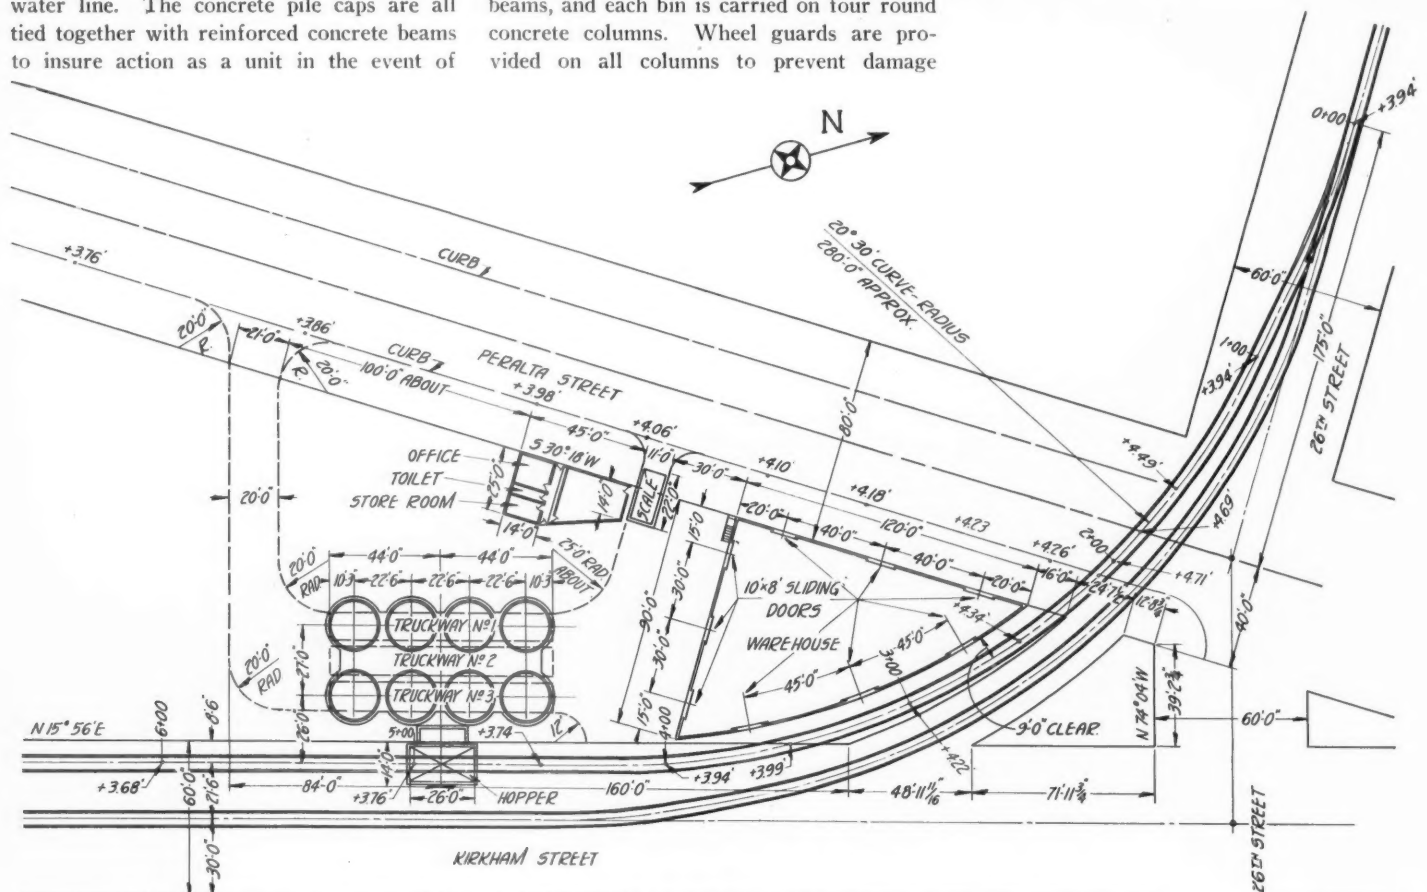 water line. The concrete pile caps are all
tied together with reinforced concrete beams
to insure action as a unit in the event of
beams, and each bin is carried on four round
concrete columns. Wheel guards are pro-
vided on all columns to prevent damage
N
0+00
+3.94'
20° 30' CURVE-RADIUS
280'-0" APPROX.
60'-0"
175'-0"
26TH STREET
1+00
+3.94'
+3.76'
CURB
20'-0"
R.
21'-0"
+3.86'
20'-0"
R.
CURB
100'-0" ABOUT
PERALTA STREET
+3.98'
45'-0"
+4.06'
11'-0"
30'-0"
+4.10'
80'-0"
+4.49'
+4.69'
S 30° 18' W
OFFICE
TOILET
STORE ROOM
25'-0"
14'-0"
14'-0"
SCALE
22'-0"
15'-0
+4.18'
120'-0"
+4.23
+4.26'
20'-0"
40'-0"
40'-0"
20'-0"
16'-0"
2+00
+4.71'
24'-7½"
12'-8¾"
40'-0"
20'-0"
44'-0"
44'-0"
25'-0 RAD
ABOUT
20'-0"
RAD
10'-3
22'-6"
22'-6"
22'-6"
10'-3
90'-0"
30'-0"
30'-0"
15'-0
10'×8' SLIDING
DOORS
WAREHOUSE
+4.34'
45'-0"
45'-0"
3+00
TRUCKWAY Nº1
TRUCKWAY Nº2
TRUCKWAY Nº3
27'-0"
26'-0
20'-0"
RAD
12'
9'-0" CLEAR.
N 74° 04' W
39'-2¾"
60'-0"
N 15° 56' E
6+00
8'-6"
5+00
+3.74
4+00
14'-0"
+3.94'
+3.99'
+4.22
+3.68'
60'-0"
21'-6"
84'-0"
+3.76'
26'-0"
HOPPER
160'-0"
48'-11 11/16
71'-11¾"
30'-0"
KIRKHAM STREET
26TH STREET